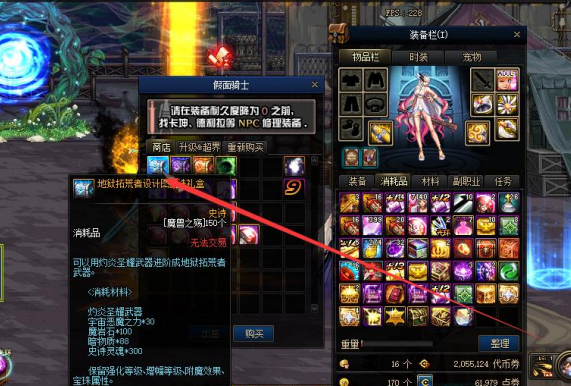 FPS : 228
装备栏(I)
物品栏 时装 宠物
假面骑士
请在装备耐久度降为 0 之前,
找卡坤、德利拉等 NPC 修理装备.
商店 升级&超界 重新购买
地狱拓荒者设计图 礼盒
史诗
[魔兽之殇]150个
消耗品
无法交易
可以用灼炎圣耀武器进阶成地狱拓荒者
武器。
<消耗材料>
灼炎圣耀武器
宇宙恶魔之力*30
魔岩石*100
暗物质*88
史诗灵魂*300
保留强化等级、增幅等级、附魔效果、
宝珠属性。
购买
装备 消耗品 材料 副职业 任务
重量!
整理
16 个
2,055,124 代币券
170 个
61,979 点券